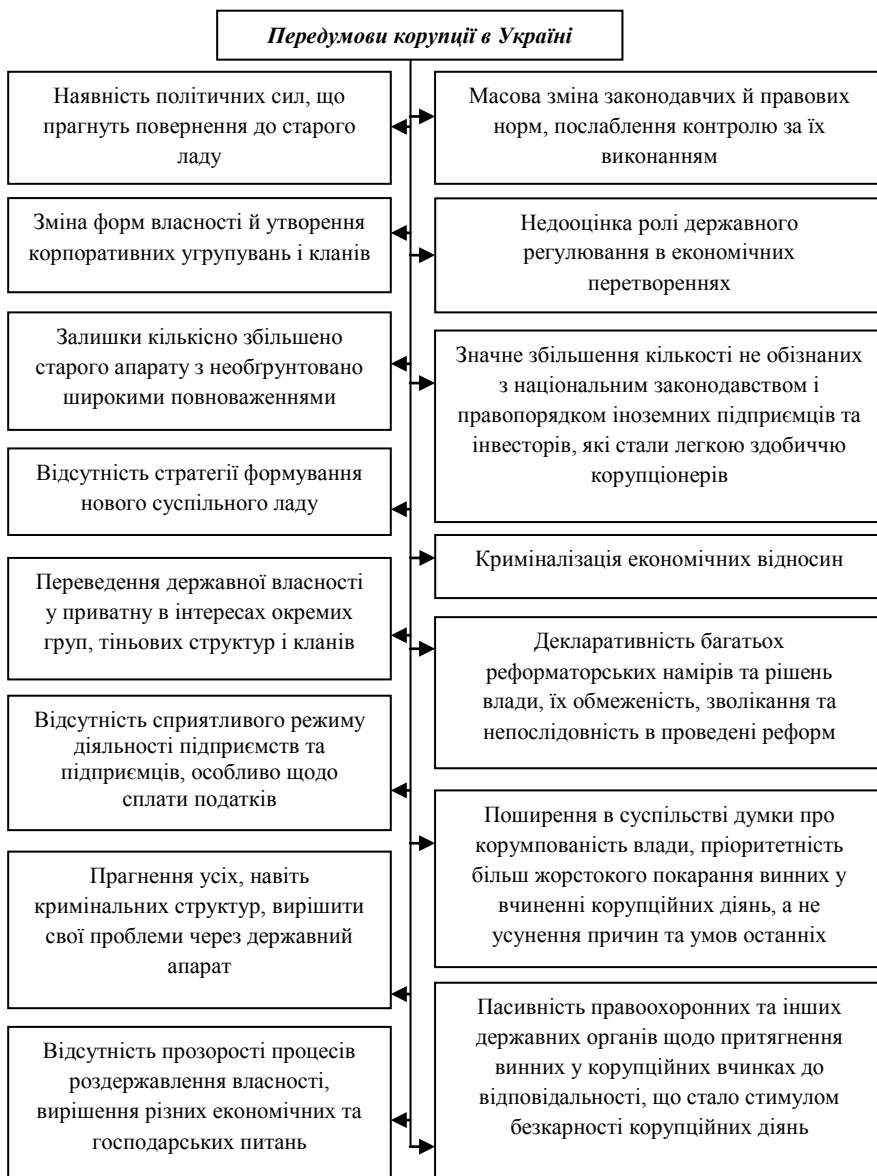 Передумови корупції в Україні
Наявність політичних сил, що
прагнуть повернення до старого
ладу
Зміна форм власності й утворення
корпоративних угрупувань і кланів
Залишки кількісно збільшено
старого апарату з необґрунтовано
широкими повноваженнями
Відсутність стратегії формування
нового суспільного ладу
Переведення державної власності
у приватну в інтересах окремих
груп, тіньових структур і кланів
Відсутність сприятливого режиму
діяльності підприємств та
підприємців, особливо щодо
сплати податків
Прагнення усіх, навіть
кримінальних структур, вирішити
свої проблеми через державний
апарат
Відсутність прозорості процесів
роздержавлення власності,
вирішення різних економічних та
господарських питань
Масова зміна законодавчих й правових
норм, послаблення контролю за їх
виконанням
Недооцінка ролі державного
регулювання в економічних
перетвореннях
Значне збільшення кількості не обізнаних
з національним законодавством і
правопорядком іноземних підприємців та
інвесторів, які стали легкою здобиччю
корупціонерів
Криміналізація економічних відносин
Декларативність багатьох
реформаторських намірів та рішень
влади, їх обмеженість, зволікання та
непослідовність в проведені реформ
Поширення в суспільстві думки про
корумпованість влади, пріоритетність
більш жорстокого покарання винних у
вчиненні корупційних діянь, а не
усунення причин та умов останніх
Пасивність правоохоронних та інших
державних органів щодо притягнення
винних у корупційних вчинках до
відповідальності, що стало стимулом
безкарності корупційних діянь